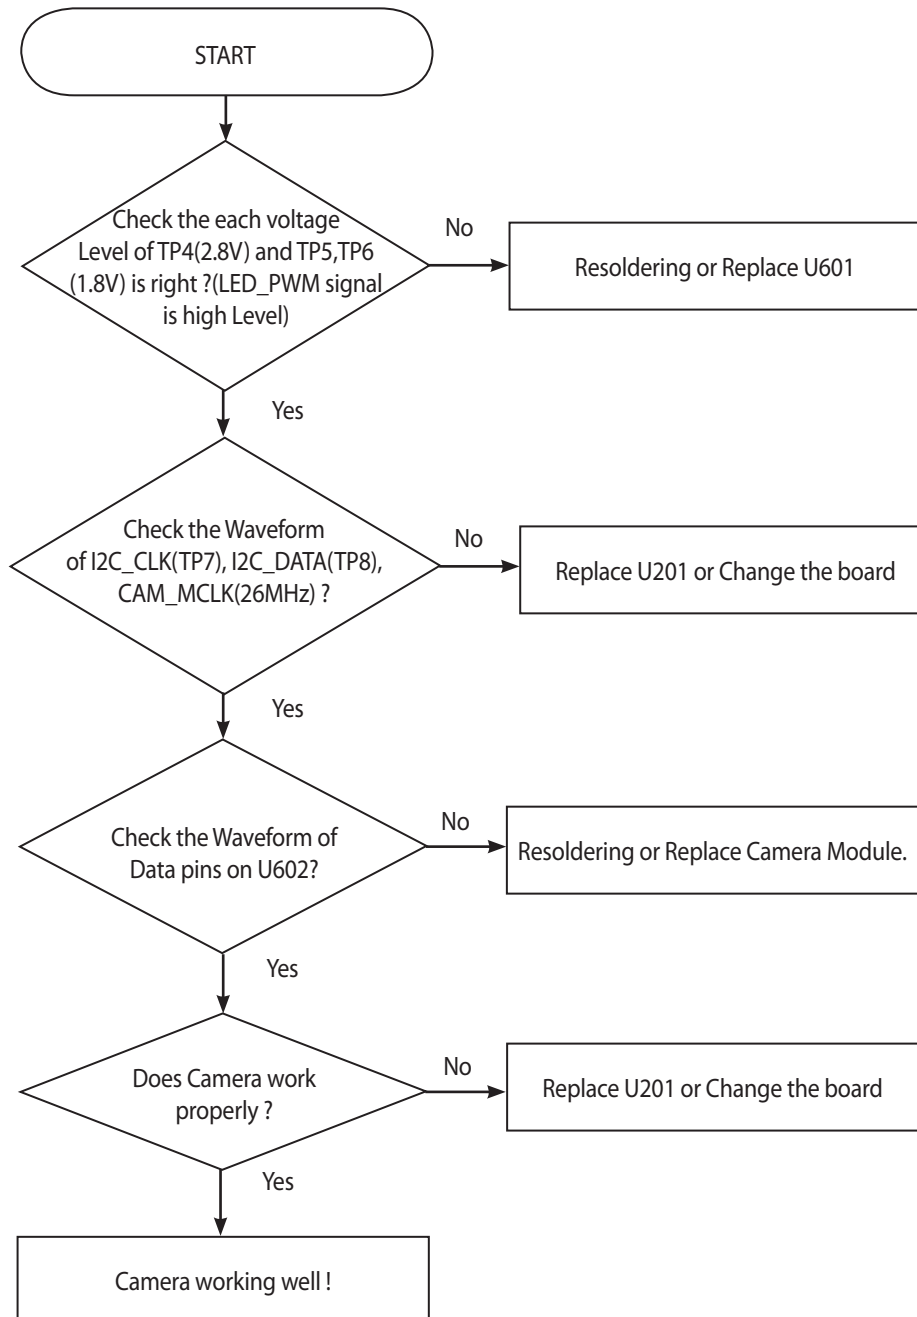 START
Check the each voltage
Level of TP4(2.8V) and TP5,TP6
(1.8V) is right ?(LED_PWM signal
is high Level)
No
Resoldering or Replace U601
Yes
Check the Waveform
of I2C_CLK(TP7), I2C_DATA(TP8),
CAM_MCLK(26MHz) ?
No
Replace U201 or Change the board
Yes
Check the Waveform of
Data pins on U602?
No
Resoldering or Replace Camera Module.
Yes
Does Camera work
properly ?
No
Replace U201 or Change the board
Yes
Camera working well !